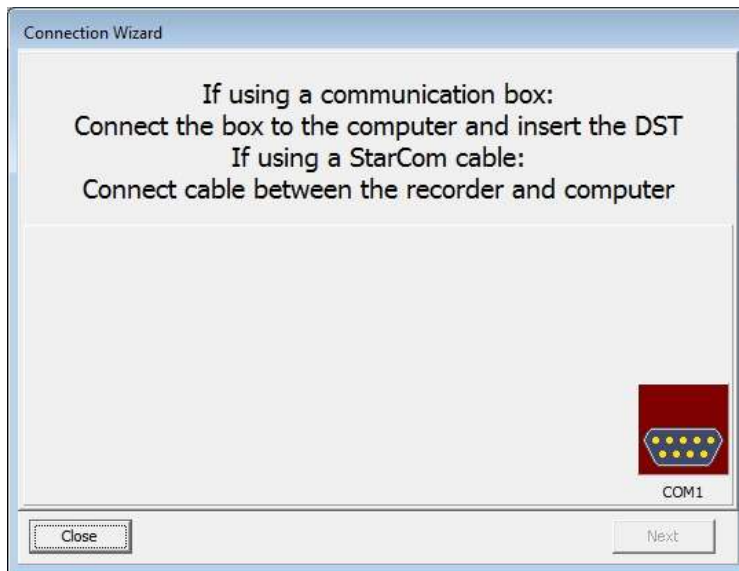 Connection Wizard
If using a communication box:
Connect the box to the computer and insert the DST
If using a StarCom cable:
Connect cable between the recorder and computer
COM1
Close
Next